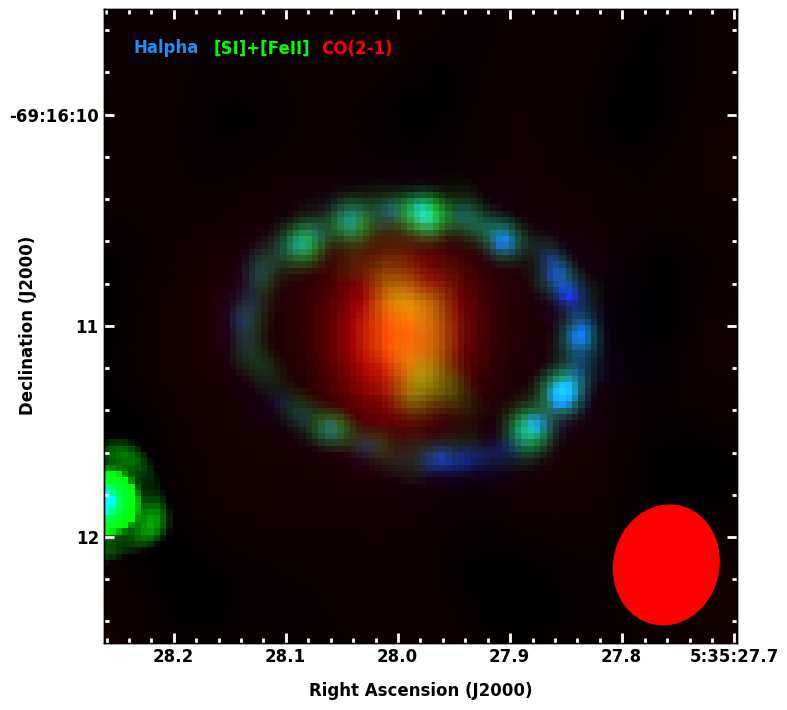 Halpha [SI]+[FeII] CO(2-1)
-69:16:10
11
12
Declination (J2000)
28.2 28.1 28.0 27.9 27.8 5:35:27.7
Right Ascension (J2000)